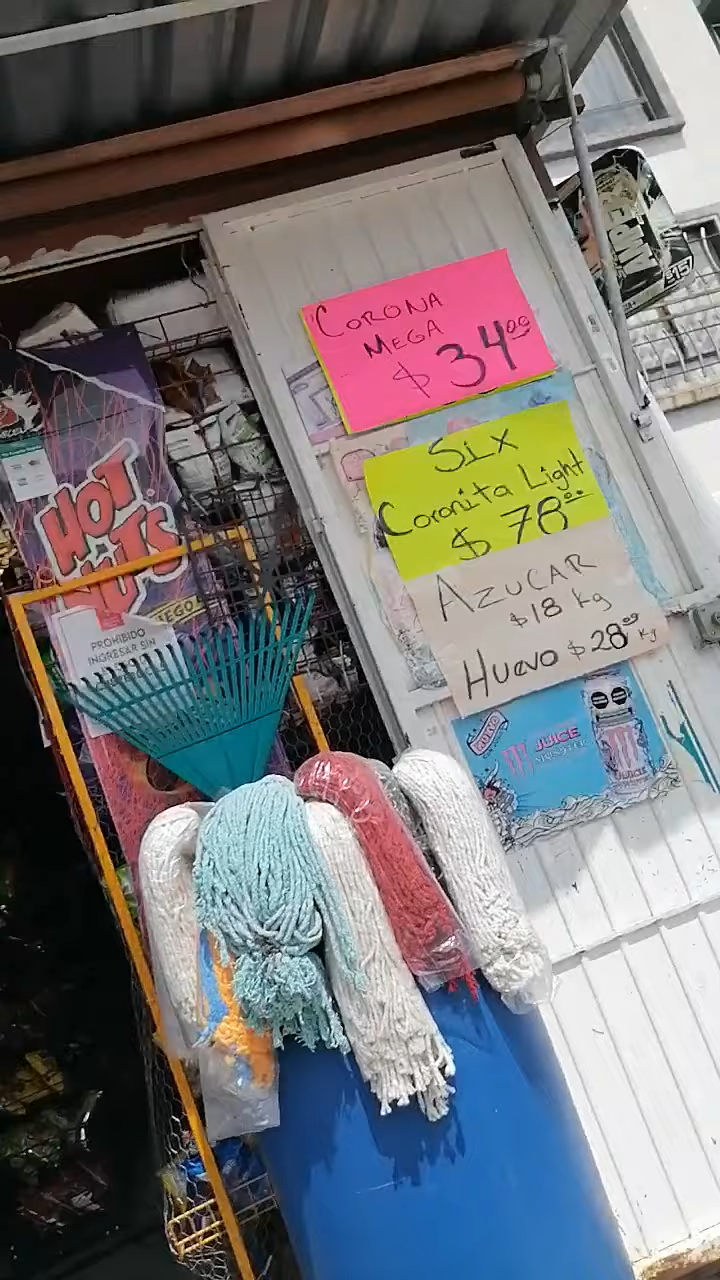 CORONA
MEGA
$ 34.00
SIX
Coronita Light
$ 78.00
AZUCAR
$18 Kg
HUEVO $28.00 Kg
HOT
NUTS
PROHIBIDO
INGRESAR SIN
JUICE
MONSTER